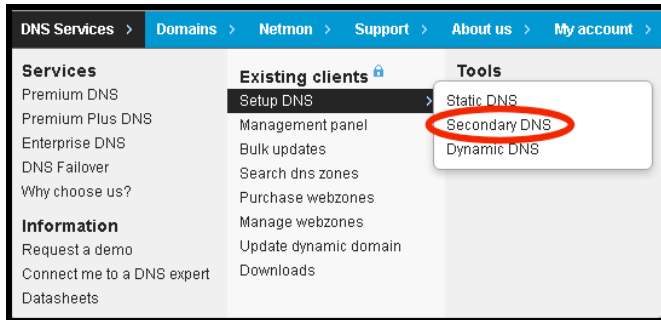 DNS Services > Domains > Netmon > Support > About us > My account >
Services
Premium DNS
Premium Plus DNS
Enterprise DNS
DNS Failover
Why choose us?
Information
Request a demo
Connect me to a DNS expert
Datasheets
Existing clients
Setup DNS >
Management panel
Bulk updates
Search dns zones
Purchase webzones
Manage webzones
Update dynamic domain
Downloads
Tools
Static DNS
Secondary DNS
Dynamic DNS